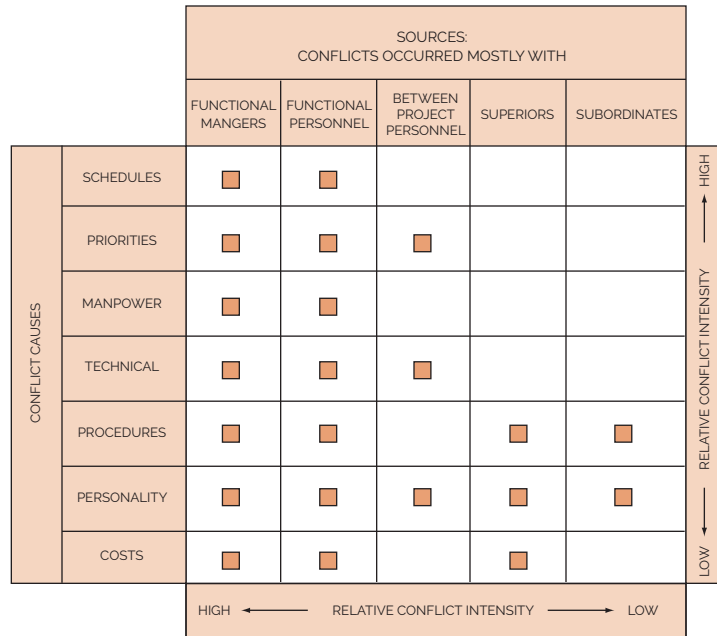 SOURCES:
CONFLICTS OCCURRED MOSTLY WITH
FUNCTIONAL
MANGERS
FUNCTIONAL
PERSONNEL
BETWEEN
PROJECT
PERSONNEL
SUPERIORS
SUBORDINATES
CONFLICT CAUSES
SCHEDULES
PRIORITIES
MANPOWER
TECHNICAL
PROCEDURES
PERSONALITY
COSTS
HIGH
RELATIVE CONFLICT INTENSITY
LOW
HIGH
RELATIVE CONFLICT INTENSITY
LOW